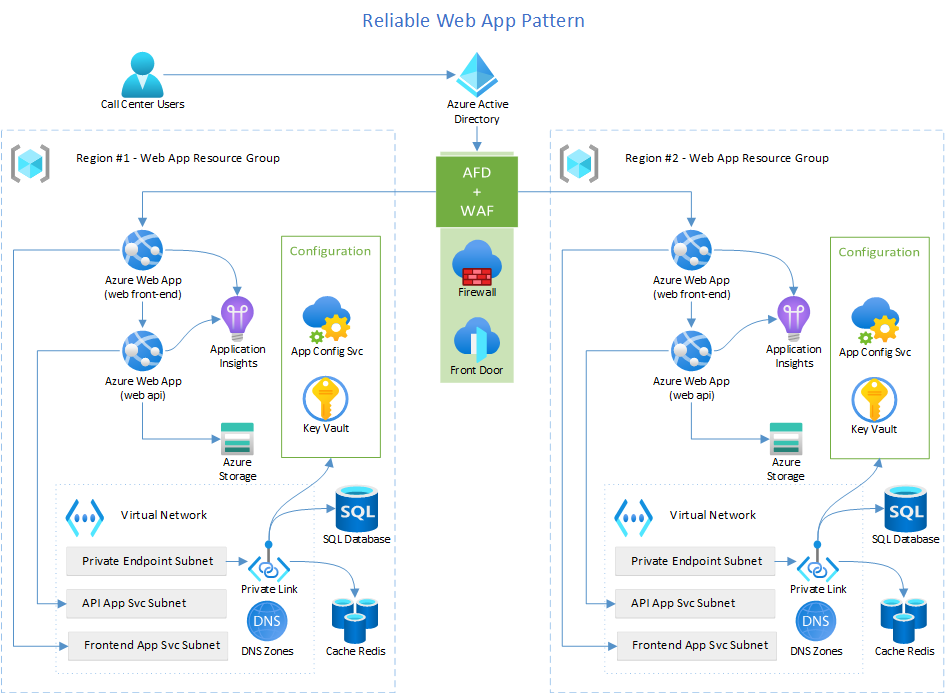 Reliable Web App Pattern
Call Center Users
Azure Active
Directory
Region #1 - Web App Resource Group
AFD
+
WAF
Firewall
Front Door
Azure Web App
(web front-end)
Application
Insights
Azure Web App
(web api)
Azure
Storage
Configuration
App Config Svc
Key Vault
Virtual Network
SQL
SQL Database
Private Endpoint Subnet
Private Link
API App Svc Subnet
DNS
DNS Zones
Frontend App Svc Subnet
Cache Redis
Region #2 - Web App Resource Group
Azure Web App
(web front-end)
Application
Insights
Azure Web App
(web api)
Azure
Storage
Configuration
App Config Svc
Key Vault
Virtual Network
SQL
SQL Database
Private Endpoint Subnet
Private Link
API App Svc Subnet
DNS
DNS Zones
Frontend App Svc Subnet
Cache Redis